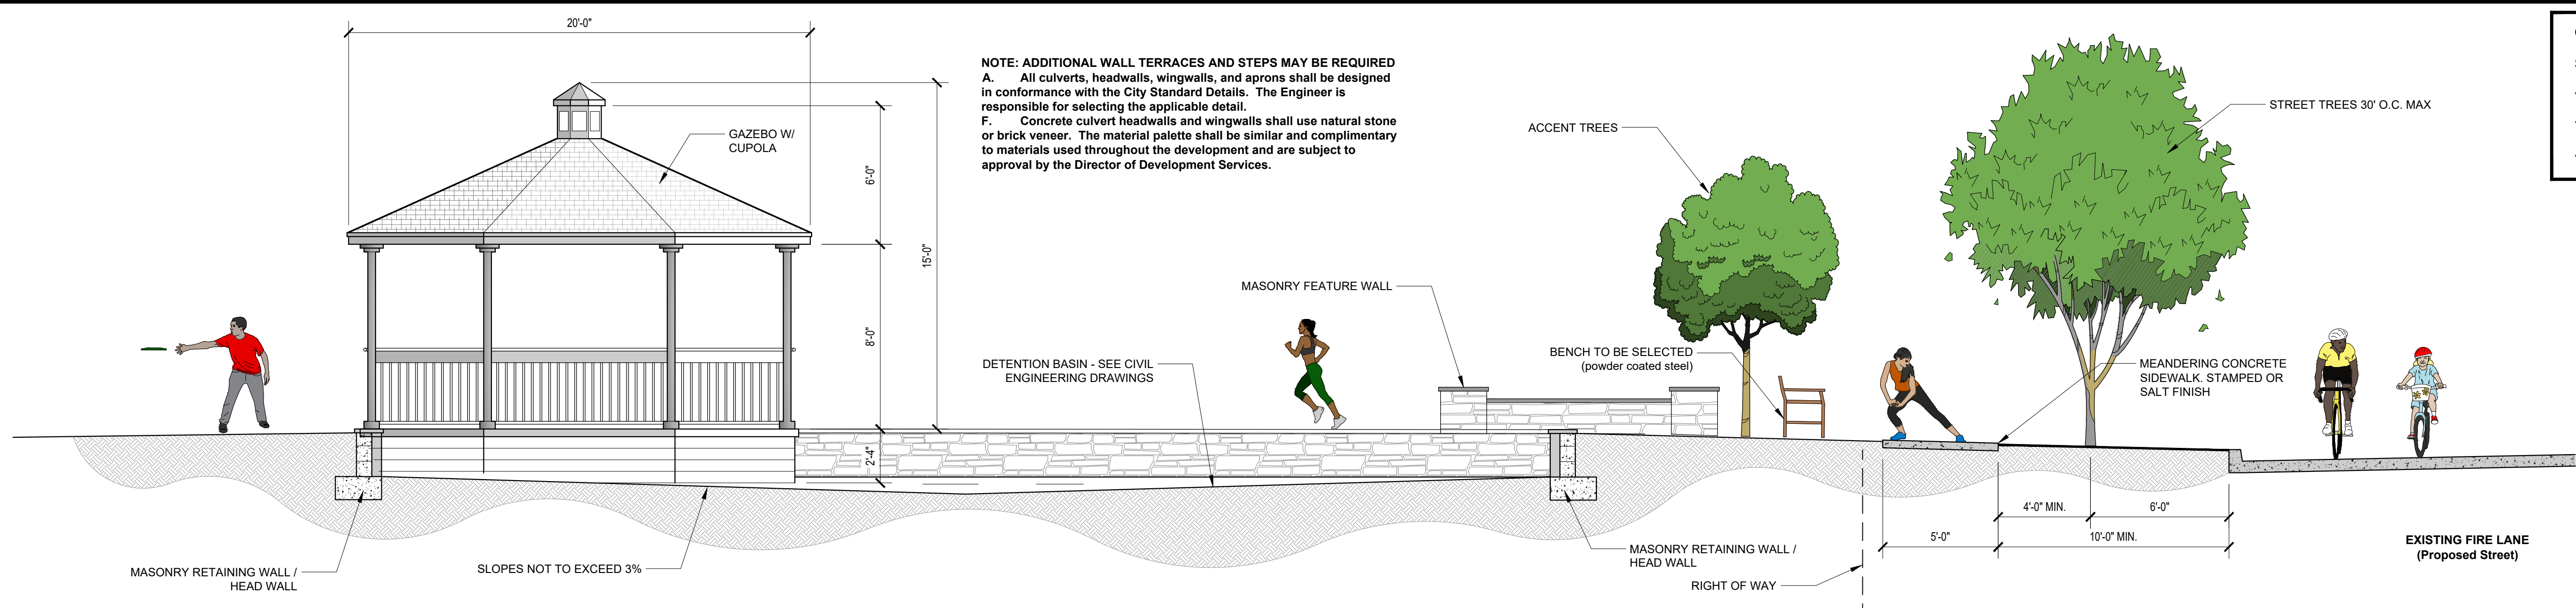 20'-0"
NOTE: ADDITIONAL WALL TERRACES AND STEPS MAY BE REQUIRED
A. All culverts, headwalls, wingwalls, and aprons shall be designed
in conformance with the City Standard Details. The Engineer is
responsible for selecting the applicable detail.
F. Concrete culvert headwalls and wingwalls shall use natural stone
or brick veneer. The material palette shall be similar and complimentary
to materials used throughout the development and are subject to
approval by the Director of Development Services.
GAZEBO W/
CUPOLA
6'-0"
15'-0"
8'-0"
2'-4"
ACCENT TREES
STREET TREES 30' O.C. MAX
MASONRY FEATURE WALL
DETENTION BASIN - SEE CIVIL
ENGINEERING DRAWINGS
BENCH TO BE SELECTED
(powder coated steel)
MEANDERING CONCRETE
SIDEWALK. STAMPED OR
SALT FINISH
MASONRY RETAINING WALL /
HEAD WALL
SLOPES NOT TO EXCEED 3%
MASONRY RETAINING WALL /
HEAD WALL
RIGHT OF WAY
4'-0" MIN.
6'-0"
5'-0"
10'-0" MIN.
EXISTING FIRE LANE
(Proposed Street)